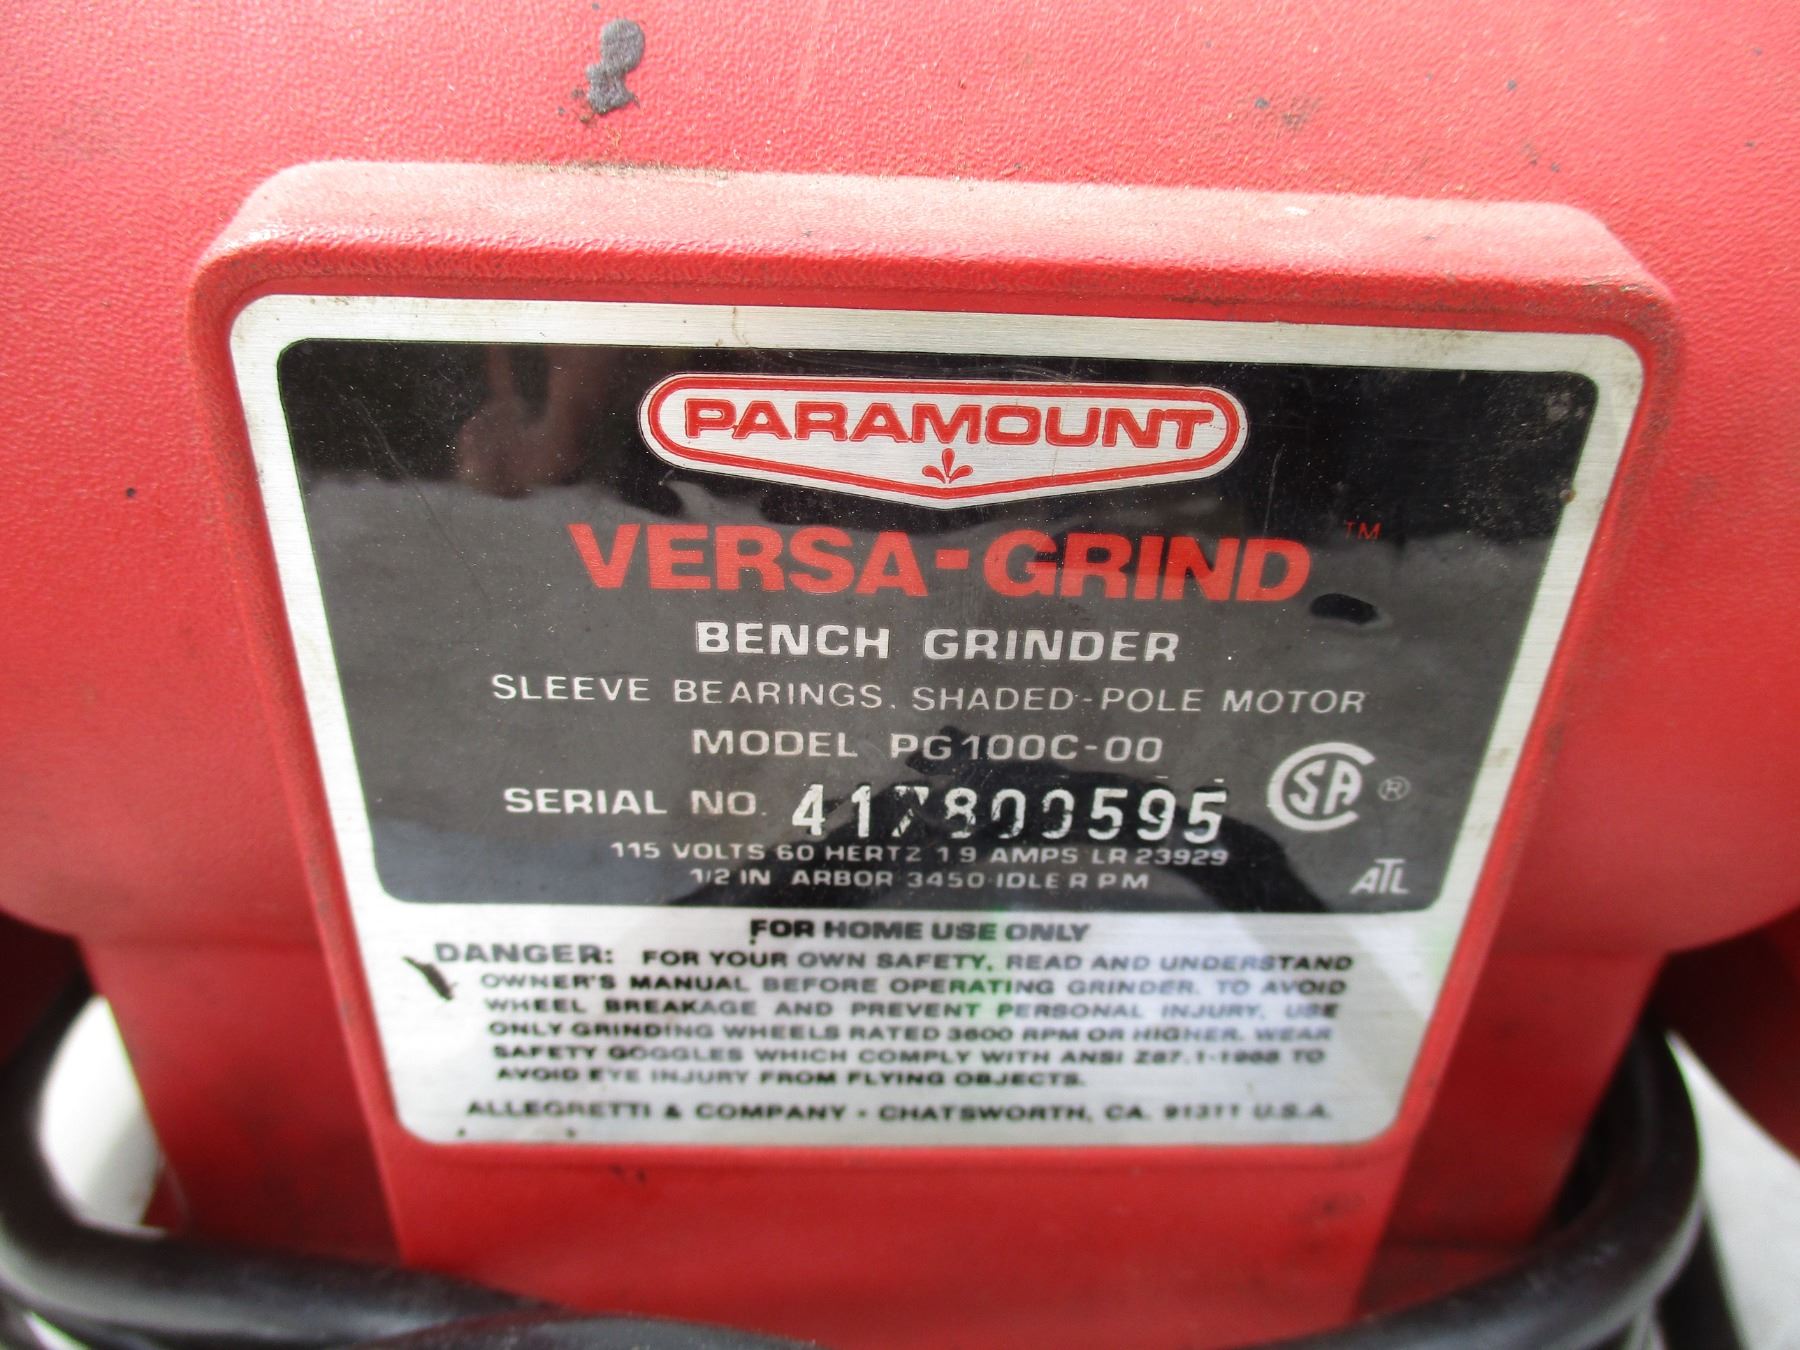 PARAMOUNT
VERSA-GRIND ™
BENCH GRINDER
SLEEVE BEARINGS, SHADED-POLE MOTOR
MODEL PG100C-00
SERIAL NO. 417800595
CSA ®
115 VOLTS 60 HERTZ 1.9 AMPS LR 23929
1/2 IN ARBOR 3450 IDLE R P M
ATL
FOR HOME USE ONLY
DANGER: FOR YOUR OWN SAFETY, READ AND UNDERSTAND
OWNER'S MANUAL BEFORE OPERATING GRINDER. TO AVOID
WHEEL BREAKAGE AND PREVENT PERSONAL INJURY, USE
ONLY GRINDING WHEELS RATED 3600 RPM OR HIGHER. WEAR
SAFETY GOGGLES WHICH COMPLY WITH ANSI Z87.1-1968 TO
AVOID EYE INJURY FROM FLYING OBJECTS.
ALLEGRETTI & COMPANY • CHATSWORTH, CA. 91311 U.S.A.